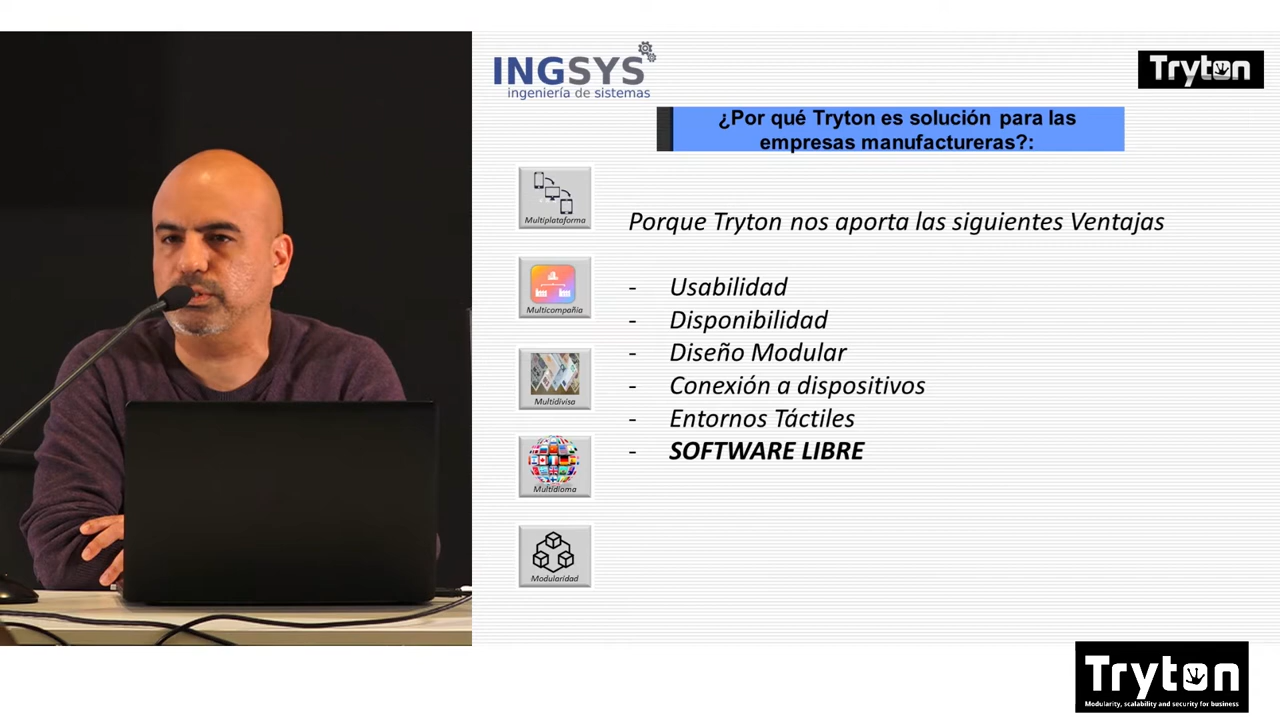 INGSYS
ingeniería de sistemas
Tryton
¿Por qué Tryton es solución para las
empresas manufactureras?:
Multiplataforma
Porque Tryton nos aporta las siguientes Ventajas
Multicompañia
- Usabilidad
- Disponibilidad
- Diseño Modular
- Conexión a dispositivos
- Entornos Táctiles
- SOFTWARE LIBRE
Multidivisa
Multidioma
Modularidad
Tryton
Modularity, scalability and security for business